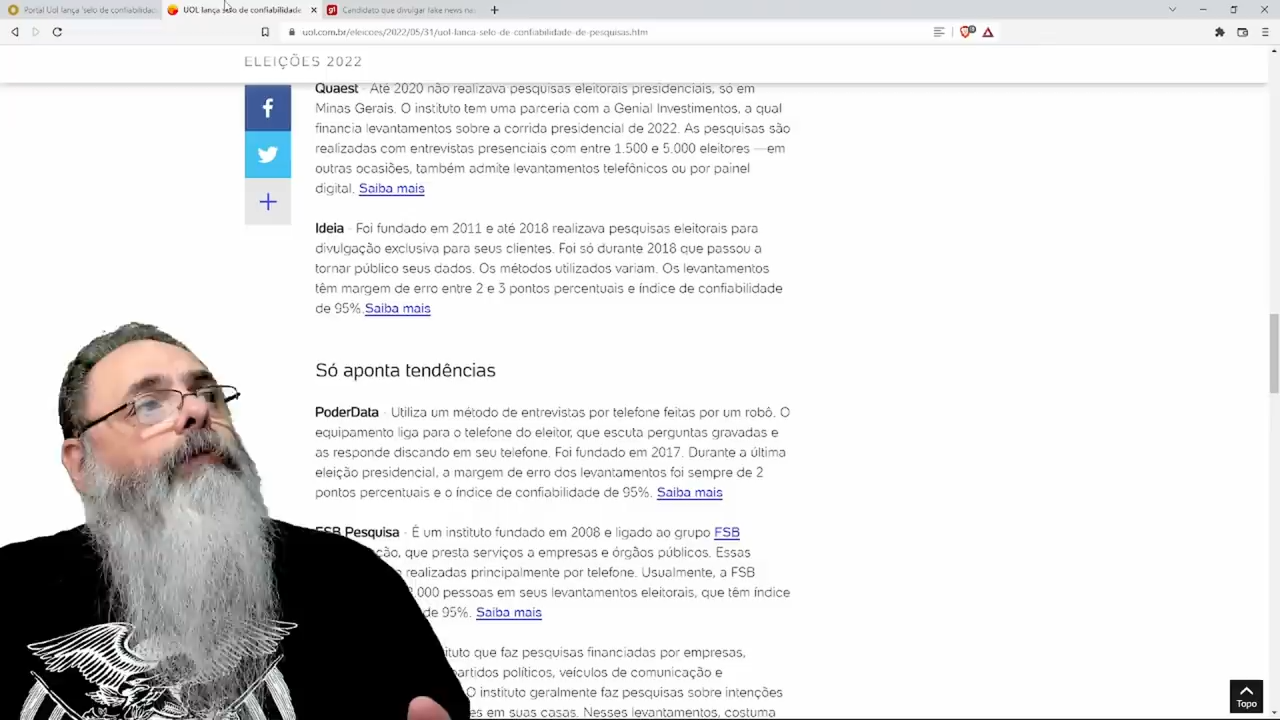 Portal Uol lança 'selo de confiabilidad
UOL lança selo de confiabilidade
Candidato que divulgar fake news na
uol.com.br/eleicoes/2022/05/31/uol-lanca-selo-de-confiabilidade-de-pesquisas.htm
ELEIÇÕES 2022
Quaest - Até 2020 não realizava pesquisas eleitorais presidenciais, só em
Minas Gerais. O instituto tem uma parceria com a Genial Investimentos, a qual
financia levantamentos sobre a corrida presidencial de 2022. As pesquisas são
realizadas com entrevistas presenciais com entre 1.500 e 5.000 eleitores —em
outras ocasiões, também admite levantamentos telefônicos ou por painel
digital. Saiba mais
Ideia - Foi fundado em 2011 e até 2018 realizava pesquisas eleitorais para
divulgação exclusiva para seus clientes. Foi só durante 2018 que passou a
tornar público seus dados. Os métodos utilizados variam. Os levantamentos
têm margem de erro entre 2 e 3 pontos percentuais e índice de confiabilidade
de 95%.Saiba mais
Só aponta tendências
PoderData - Utiliza um método de entrevistas por telefone feitas por um robô. O
equipamento liga para o telefone do eleitor, que escuta perguntas gravadas e
as responde discando em seu telefone. Foi fundado em 2017. Durante a última
eleição presidencial, a margem de erro dos levantamentos foi sempre de 2
pontos percentuais e o índice de confiabilidade de 95%. Saiba mais
FSB Pesquisa - É um instituto fundado em 2008 e ligado ao grupo FSB
ção, que presta serviços a empresas e órgãos públicos. Essas
realizadas principalmente por telefone. Usualmente, a FSB
.000 pessoas em seus levantamentos eleitorais, que têm índice
de 95%. Saiba mais
tuto que faz pesquisas financiadas por empresas,
partidos políticos, veículos de comunicação e
O instituto geralmente faz pesquisas sobre intenções
es em suas casas. Nesses levantamentos, costuma
Topo